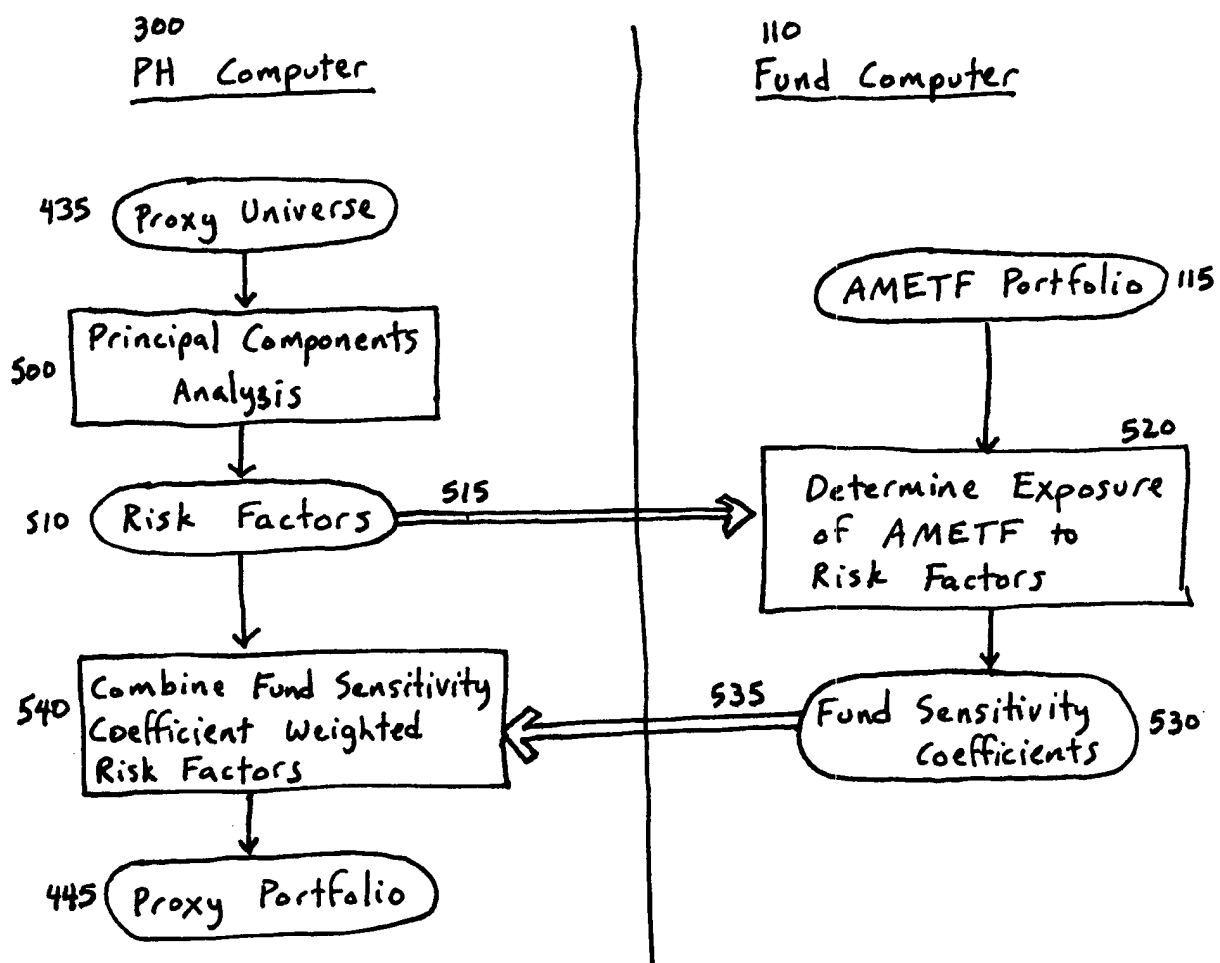 300
PH Computer
435
Proxy Universe
500
Principal Components
Analysis
510
Risk Factors
515
540
Combine Fund Sensitivity
Coefficient Weighted
Risk Factors
445
Proxy Portfolio
110
Fund Computer
AMETF Portfolio
115
520
Determine Exposure
of AMETF to
Risk Factors
535
Fund Sensitivity
Coefficients
530